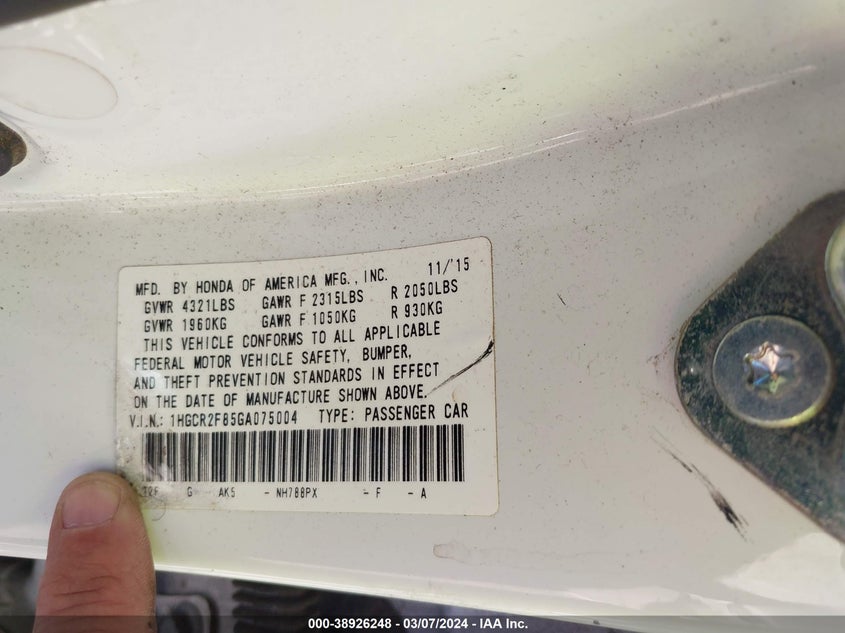 MFD. BY HONDA OF AMERICA MFG., INC. 11/'15
GVWR 4321LBS GAWR F 2315LBS R 2050LBS
GVWR 1960KG GAWR F 1050KG R 930KG
THIS VEHICLE CONFORMS TO ALL APPLICABLE
FEDERAL MOTOR VEHICLE SAFETY, BUMPER,
AND THEFT PREVENTION STANDARDS IN EFFECT
ON THE DATE OF MANUFACTURE SHOWN ABOVE.
V.I.N.: 1HGCR2F85GA075004 TYPE: PASSENGER CAR
G AK5 - NH788PX - F - A
000-38926248 - 03/07/2024 - IAA Inc.